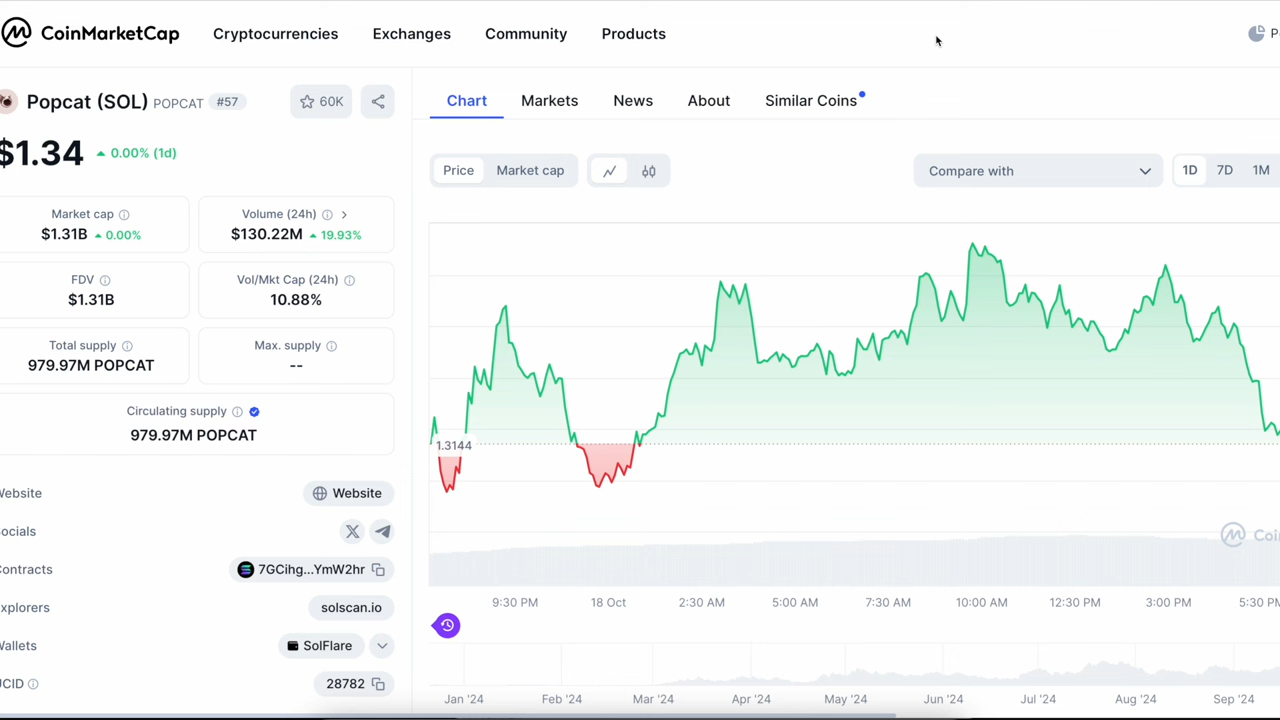 CoinMarketCap Cryptocurrencies Exchanges Community Products
Popcat (SOL) POPCAT #57 60K
$1.34 0.00% (1d)
Market cap
$1.31B 0.00%
Volume (24h)
$130.22M 19.93%
FDV
$1.31B
Vol/Mkt Cap (24h)
10.88%
Total supply
979.97M POPCAT
Max. supply
--
Circulating supply
979.97M POPCAT
Website Website
ocials
Contracts 7GCihg...YmW2hr
xplorers solscan.io
Wallets SolFlare
UCID 28782
Chart Markets News About Similar Coins
Price Market cap Compare with 1D 7D 1M
1.3144
9:30 PM 18 Oct 2:30 AM 5:00 AM 7:30 AM 10:00 AM 12:30 PM 3:00 PM 5:30 PM
Jan '24 Feb '24 Mar '24 Apr '24 May '24 Jun '24 Jul '24 Aug '24 Sep '24